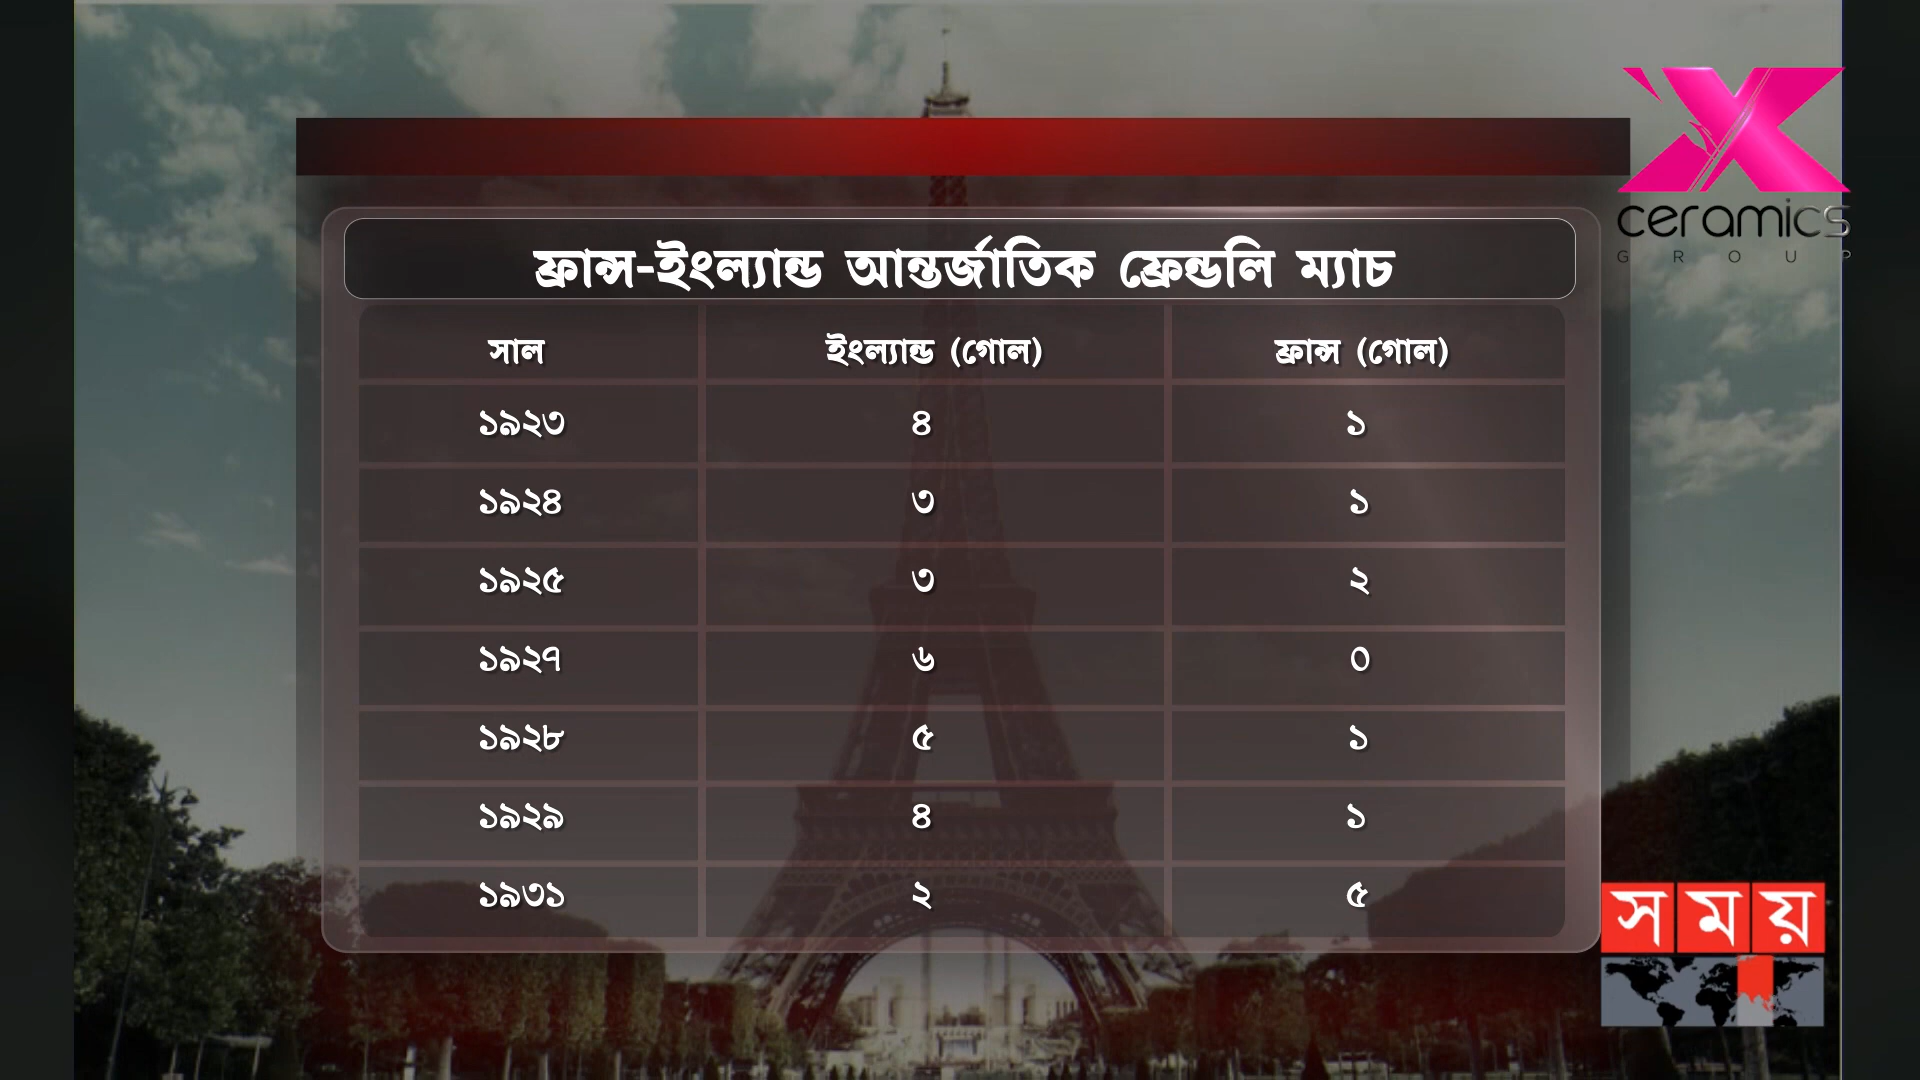 X
ceramics
GROUP
ফ্রান্স-ইংল্যান্ড আন্তর্জাতিক ফ্রেন্ডলি ম্যাচ
সাল ইংল্যান্ড (গোল) ফ্রান্স (গোল)
১৯২৩ ৪ ১
১৯২৪ ৩ ১
১৯২৫ ৩ ২
১৯২৭ ৬ ০
১৯২৮ ৫ ১
১৯২৯ ৪ ১
১৯৩১ ২ ৫
সময়